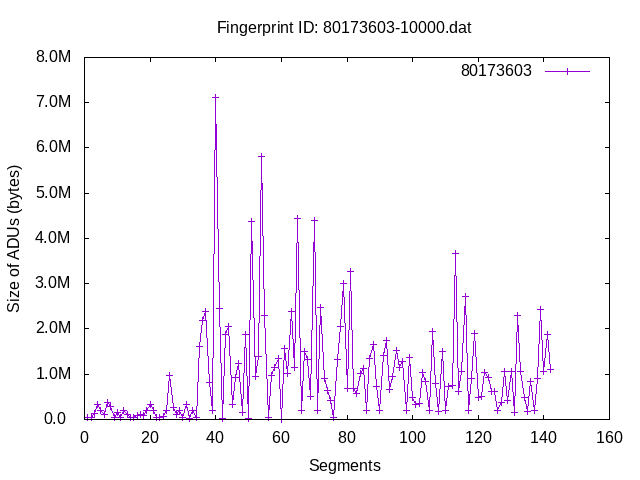 Fingerprint ID: 80173603-10000.dat
80173603
8.0M
7.0M
6.0M
5.0M
4.0M
3.0M
2.0M
1.0M
0.0
Size of ADUs (bytes)
0 20 40 60 80 100 120 140 160
Segments